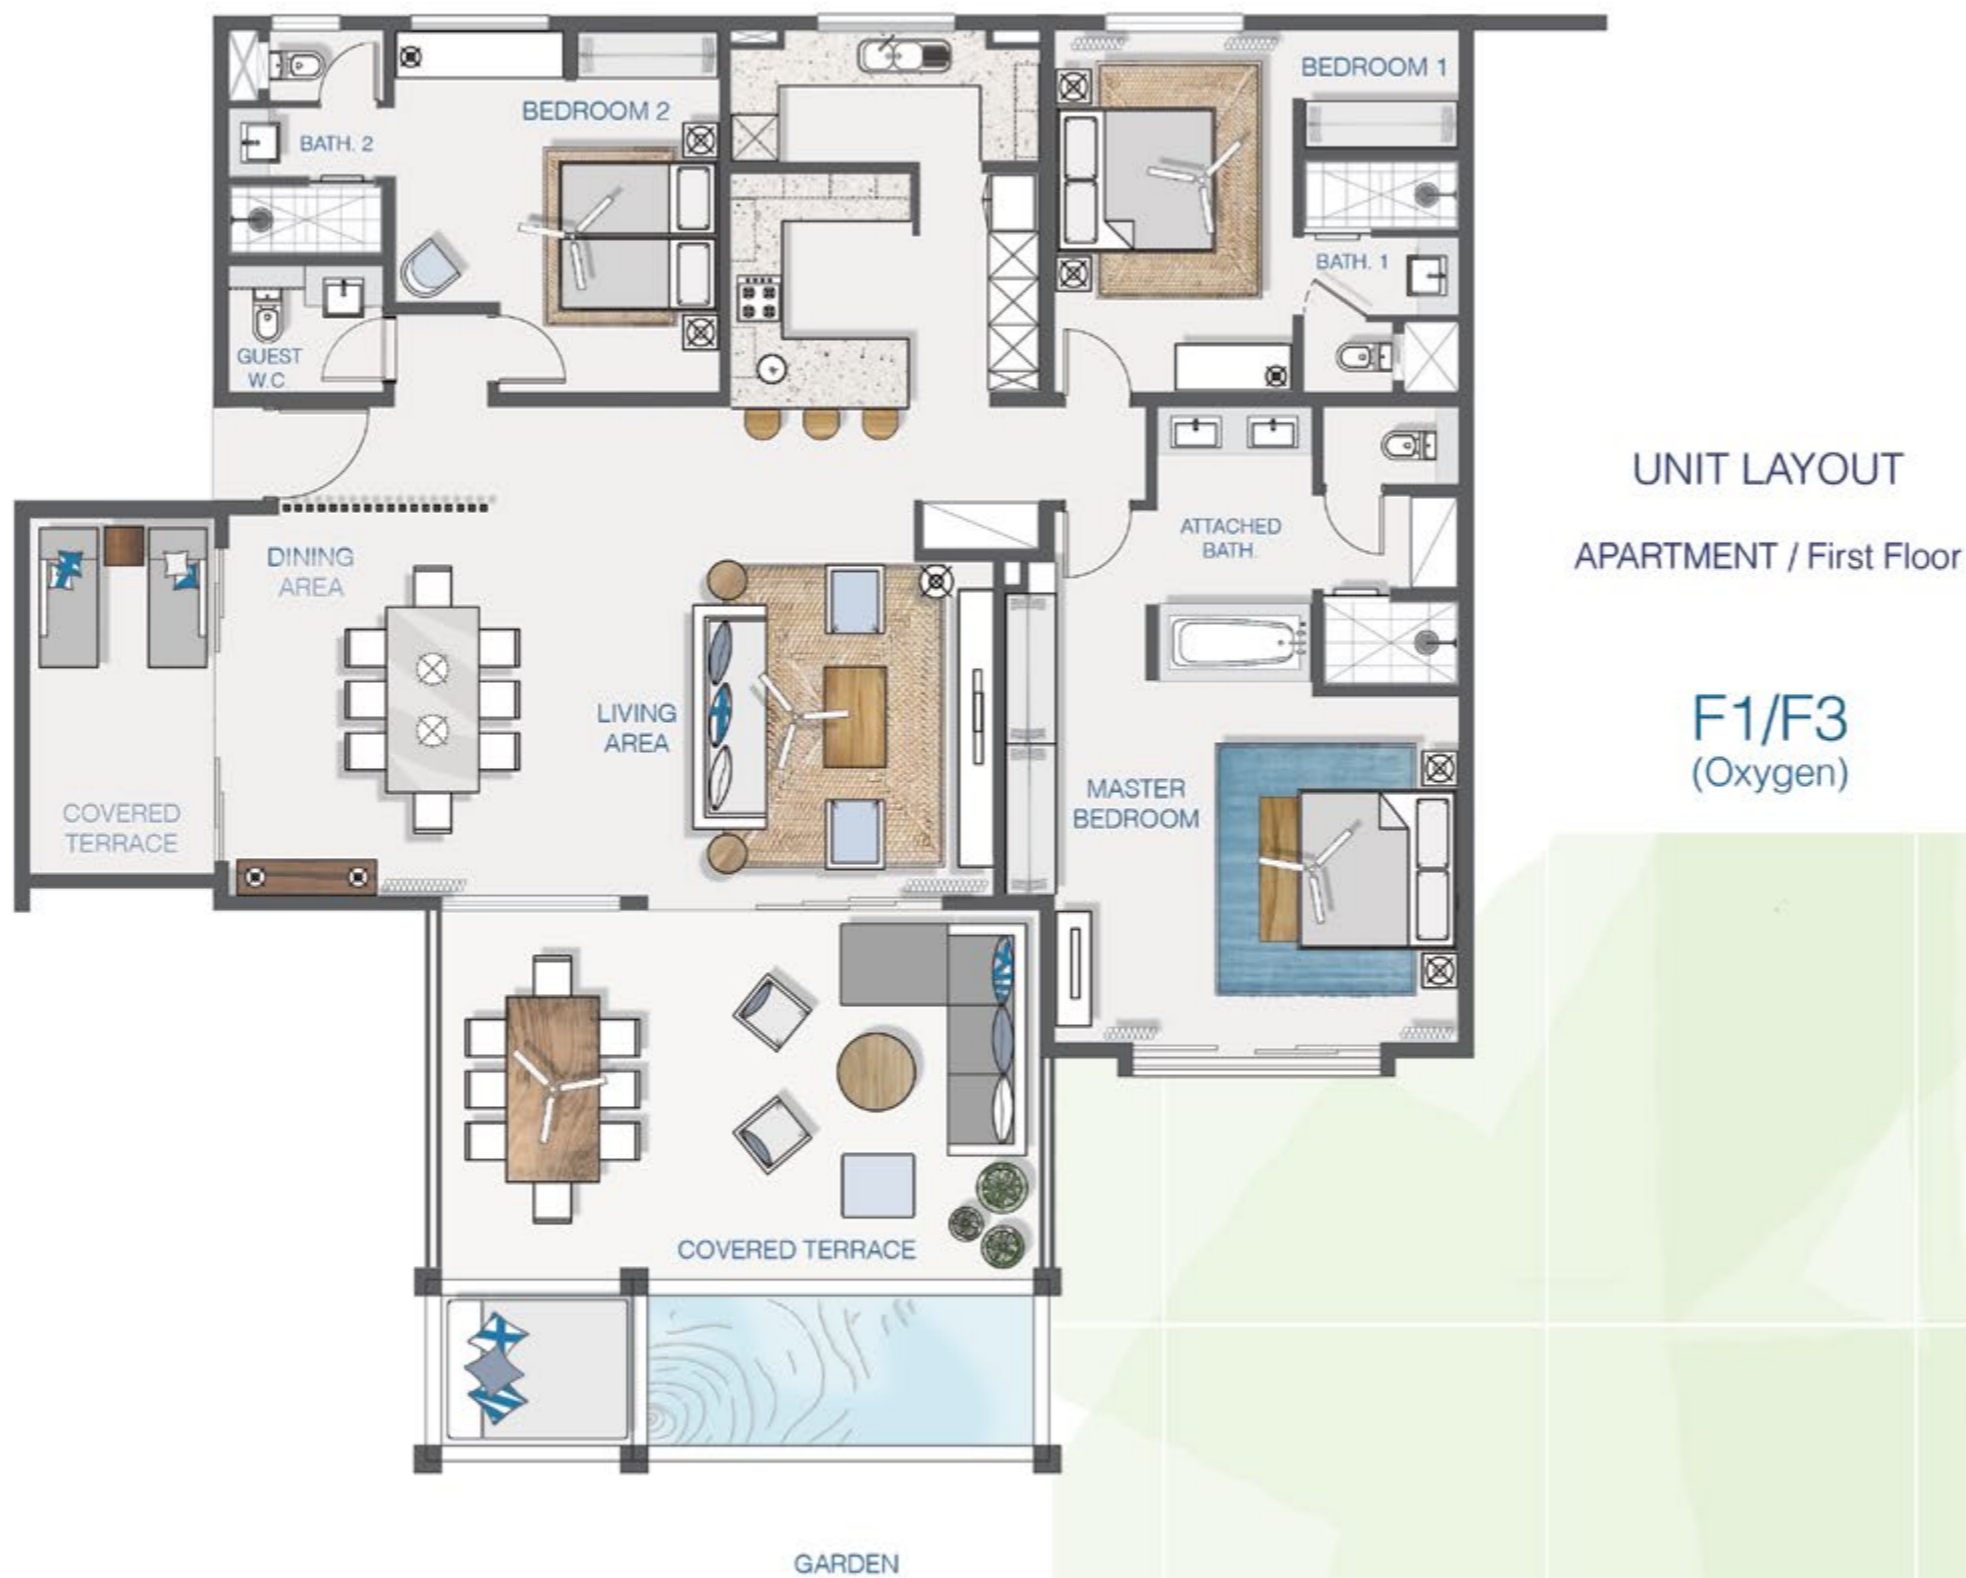 BEDROOM 1
BEDROOM 2
BATH. 2
BATH. 1
GUEST
W.C
UNIT LAYOUT
APARTMENT / First Floor
ATTACHED
BATH.
DINING
AREA
LIVING
AREA
F1/F3
(Oxygen)
MASTER
BEDROOM
COVERED
TERRACE
COVERED TERRACE
GARDEN